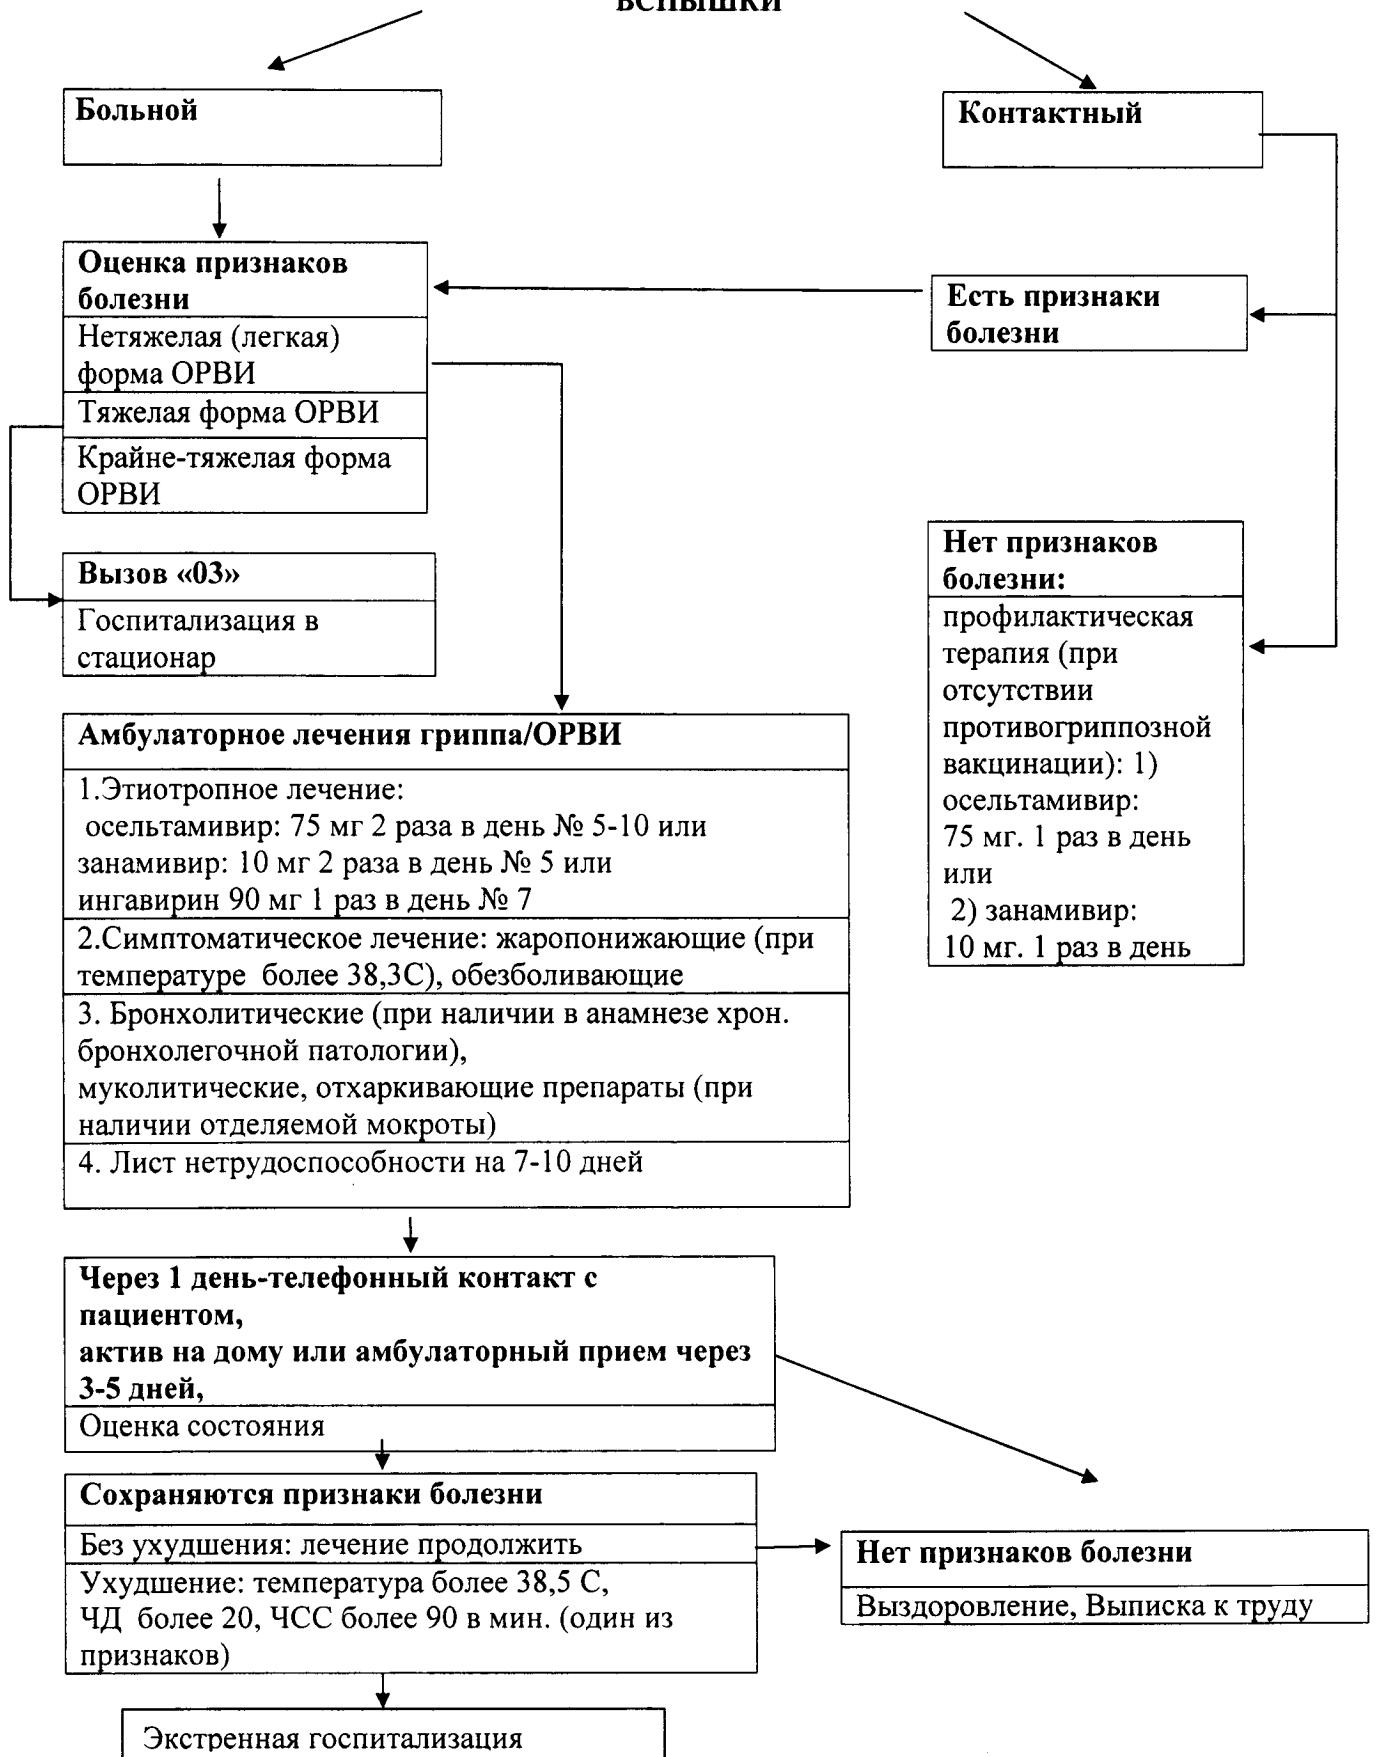 ВСПЫШКИ
Больной
Контактный
Оценка признаков
болезни
Нетяжелая (легкая)
форма ОРВИ
Тяжелая форма ОРВИ
Крайне-тяжелая форма
ОРВИ
Есть признаки
болезни
Вызов «03»
Госпитализация в
стационар
Нет признаков
болезни:
профилактическая
терапия (при
отсутствии
противогриппозной
вакцинации): 1)
осельтамивир:
75 мг. 1 раз в день
или
2) занамивир:
10 мг. 1 раз в день
Амбулаторное лечения гриппа/ОРВИ
1.Этиотропное лечение:
осельтамивир: 75 мг 2 раза в день № 5-10 или
занамивир: 10 мг 2 раза в день № 5 или
ингавирин 90 мг 1 раз в день № 7
2.Симптоматическое лечение: жаропонижающие (при
температуре более 38,3С), обезболивающие
3. Бронхолитические (при наличии в анамнезе хрон.
бронхолегочной патологии),
муколитические, отхаркивающие препараты (при
наличии отделяемой мокроты)
4. Лист нетрудоспособности на 7-10 дней
Через 1 день-телефонный контакт с
пациентом,
актив на дому или амбулаторный прием через
3-5 дней,
Оценка состояния
Сохраняются признаки болезни
Без ухудшения: лечение продолжить
Ухудшение: температура более 38,5 С,
ЧД более 20, ЧСС более 90 в мин. (один из
признаков)
Нет признаков болезни
Выздоровление, Выписка к труду
Экстренная госпитализация